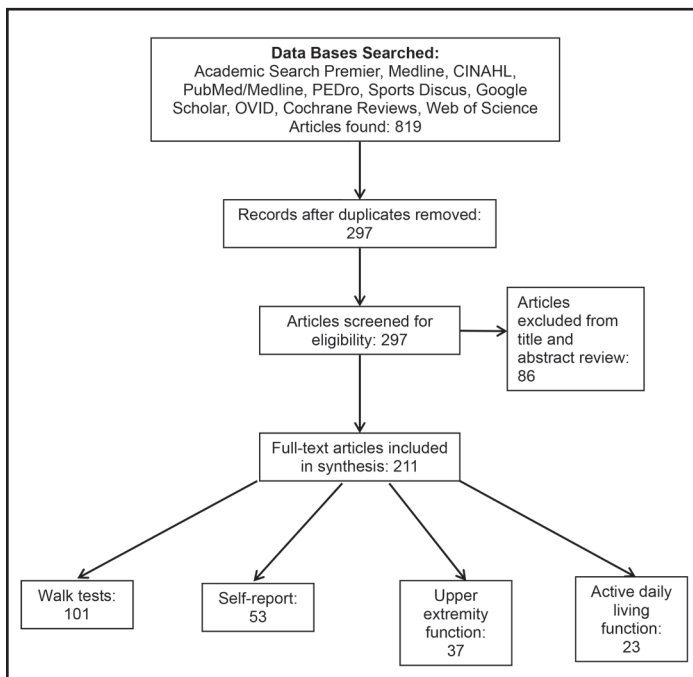 Data Bases Searched:
Academic Search Premier, Medline, CINAHL,
PubMed/Medline, PEDro, Sports Discus, Google
Scholar, OVID, Cochrane Reviews, Web of Science
Articles found: 819
Records after duplicates removed:
297
Articles screened for
eligibility: 297
Articles
excluded from
title and
abstract review:
86
Full-text articles included
in synthesis: 211
Walk tests:
101
Self-report:
53
Upper
extremity
function:
37
Active daily
living
function:
23